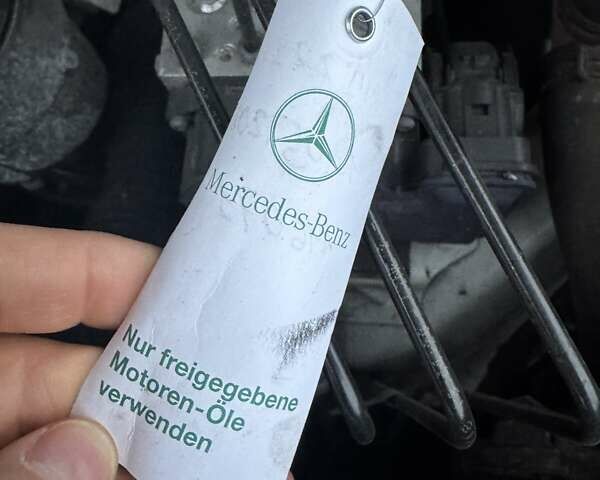 Mercedes-Benz
Nur freigegebene
Motoren-Öle
verwenden